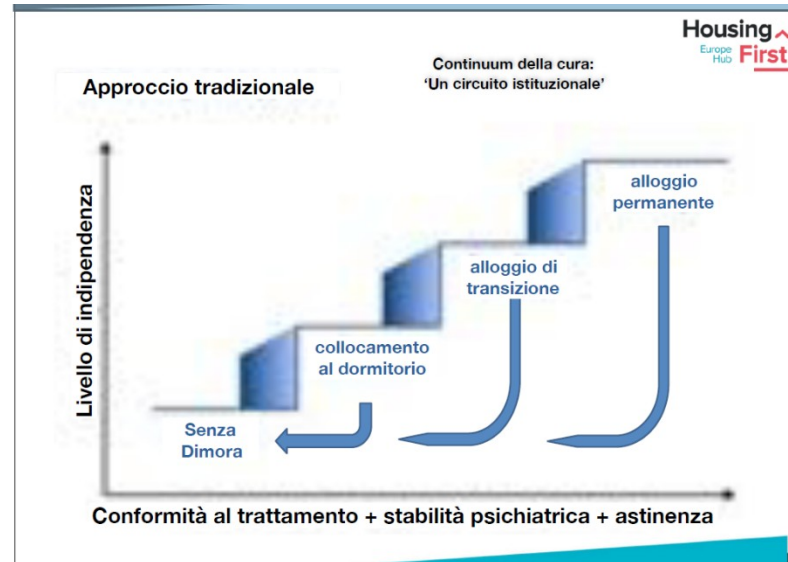 Housing
Europe
Hub
First
Approccio tradizionale
Continuum della cura:
‘Un circuito istituzionale’
Livello di indipendenza
alloggio
permanente
alloggio di
transizione
collocamento
al dormitorio
Senza
Dimora
Conformità al trattamento + stabilità psichiatrica + astinenza